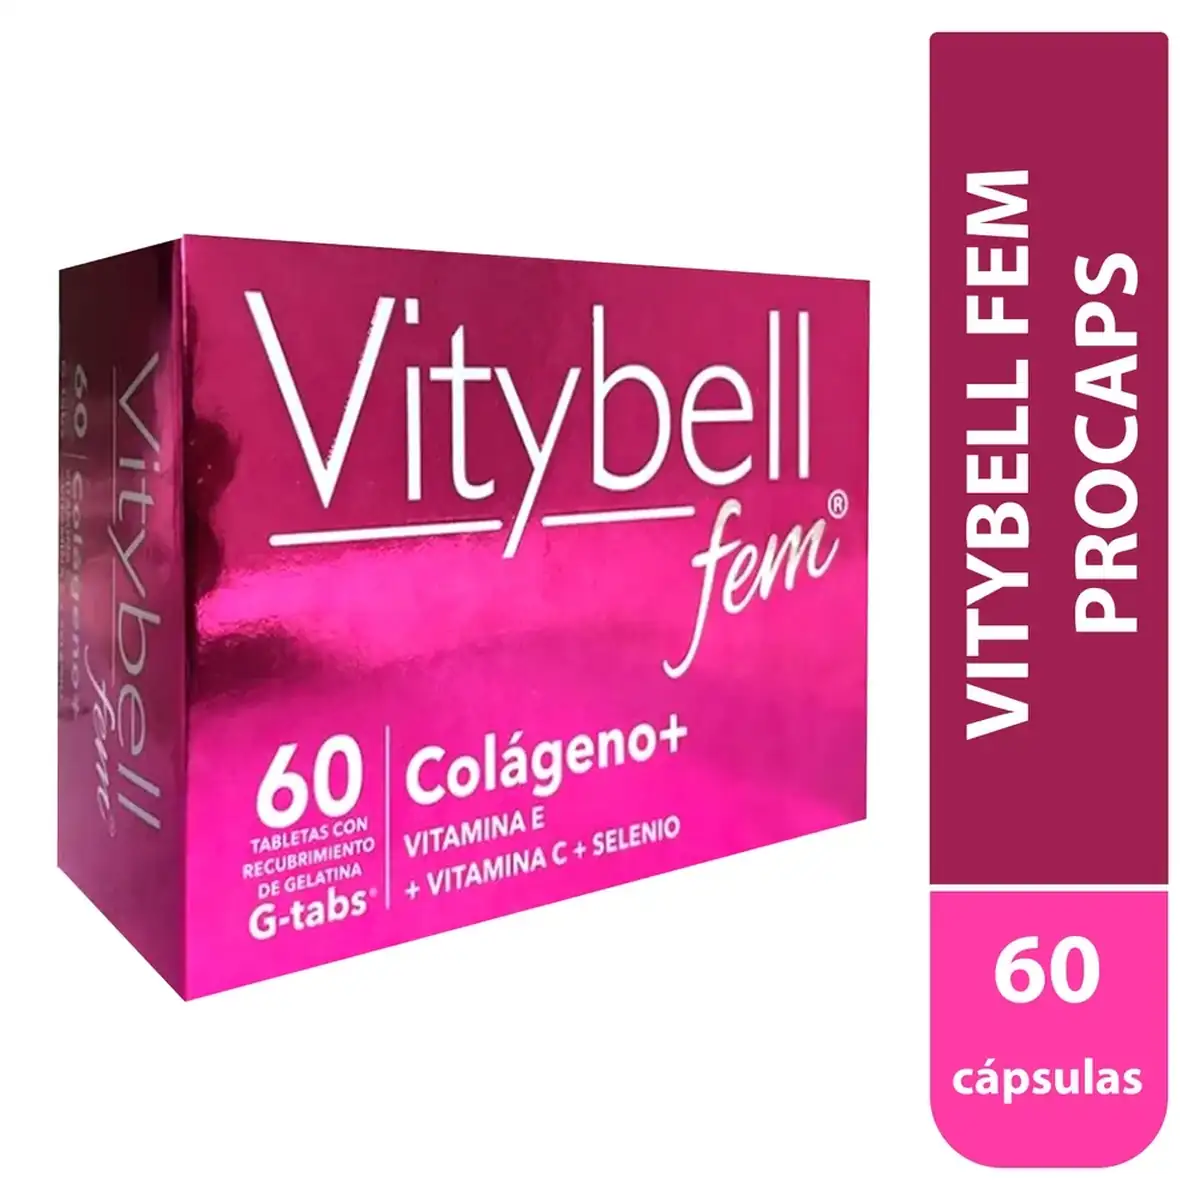 Vitybell
fem®
60
TABLETAS CON
RECUBRIMIENTO
DE GELATINA
G-tabs®
Colágeno+
VITAMINA E
+ VITAMINA C + SELENIO
Vitybell
fem®
60
Colágeno+
VITYBELL FEM
PROCAPS
60
cápsulas